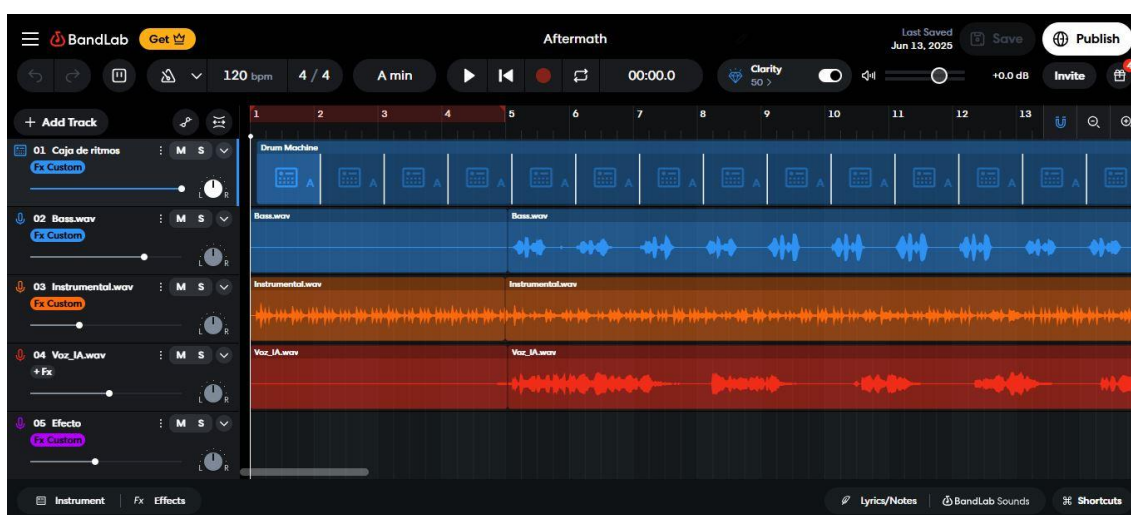 BandLab Get
Aftermath
Last Saved
Jun 13, 2025
Save
Publish
120 bpm 4 / 4 A min 00:00.0
Clarity
50 >
+0.0 dB
Invite
4
+ Add Track
1 2 3 4 5 6 7 8 9 10 11 12 13
01 Caja de ritmos M S
Fx Custom
L R
Drum Machine
A A A A A A A A A A A A A
02 Bass.wav M S
Fx Custom
L R
Bass.wav Bass.wav
03 Instrumental.wav M S
Fx Custom
L R
Instrumental.wav Instrumental.wav
04 Voz_IA.wav M S
+ Fx
L R
Voz_IA.wav Voz_IA.wav
05 Efecto M S
Fx Custom
L R
Instrument Fx Effects Lyrics/Notes BandLab Sounds ⌘ Shortcuts